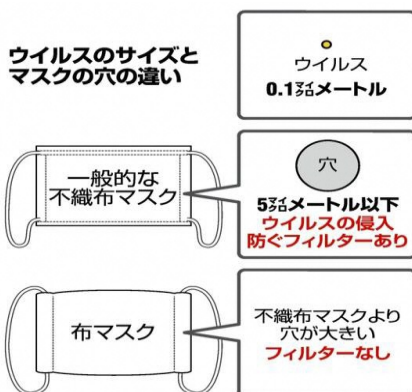 ウイルスのサイズと
マスクの穴の違い
ウイルス
0.1マイクロメートル
一般的な
不織布マスク
穴
5マイクロメートル以下
ウイルスの侵入
防ぐフィルターあり
布マスク
不織布マスクより
穴が大きい
フィルターなし